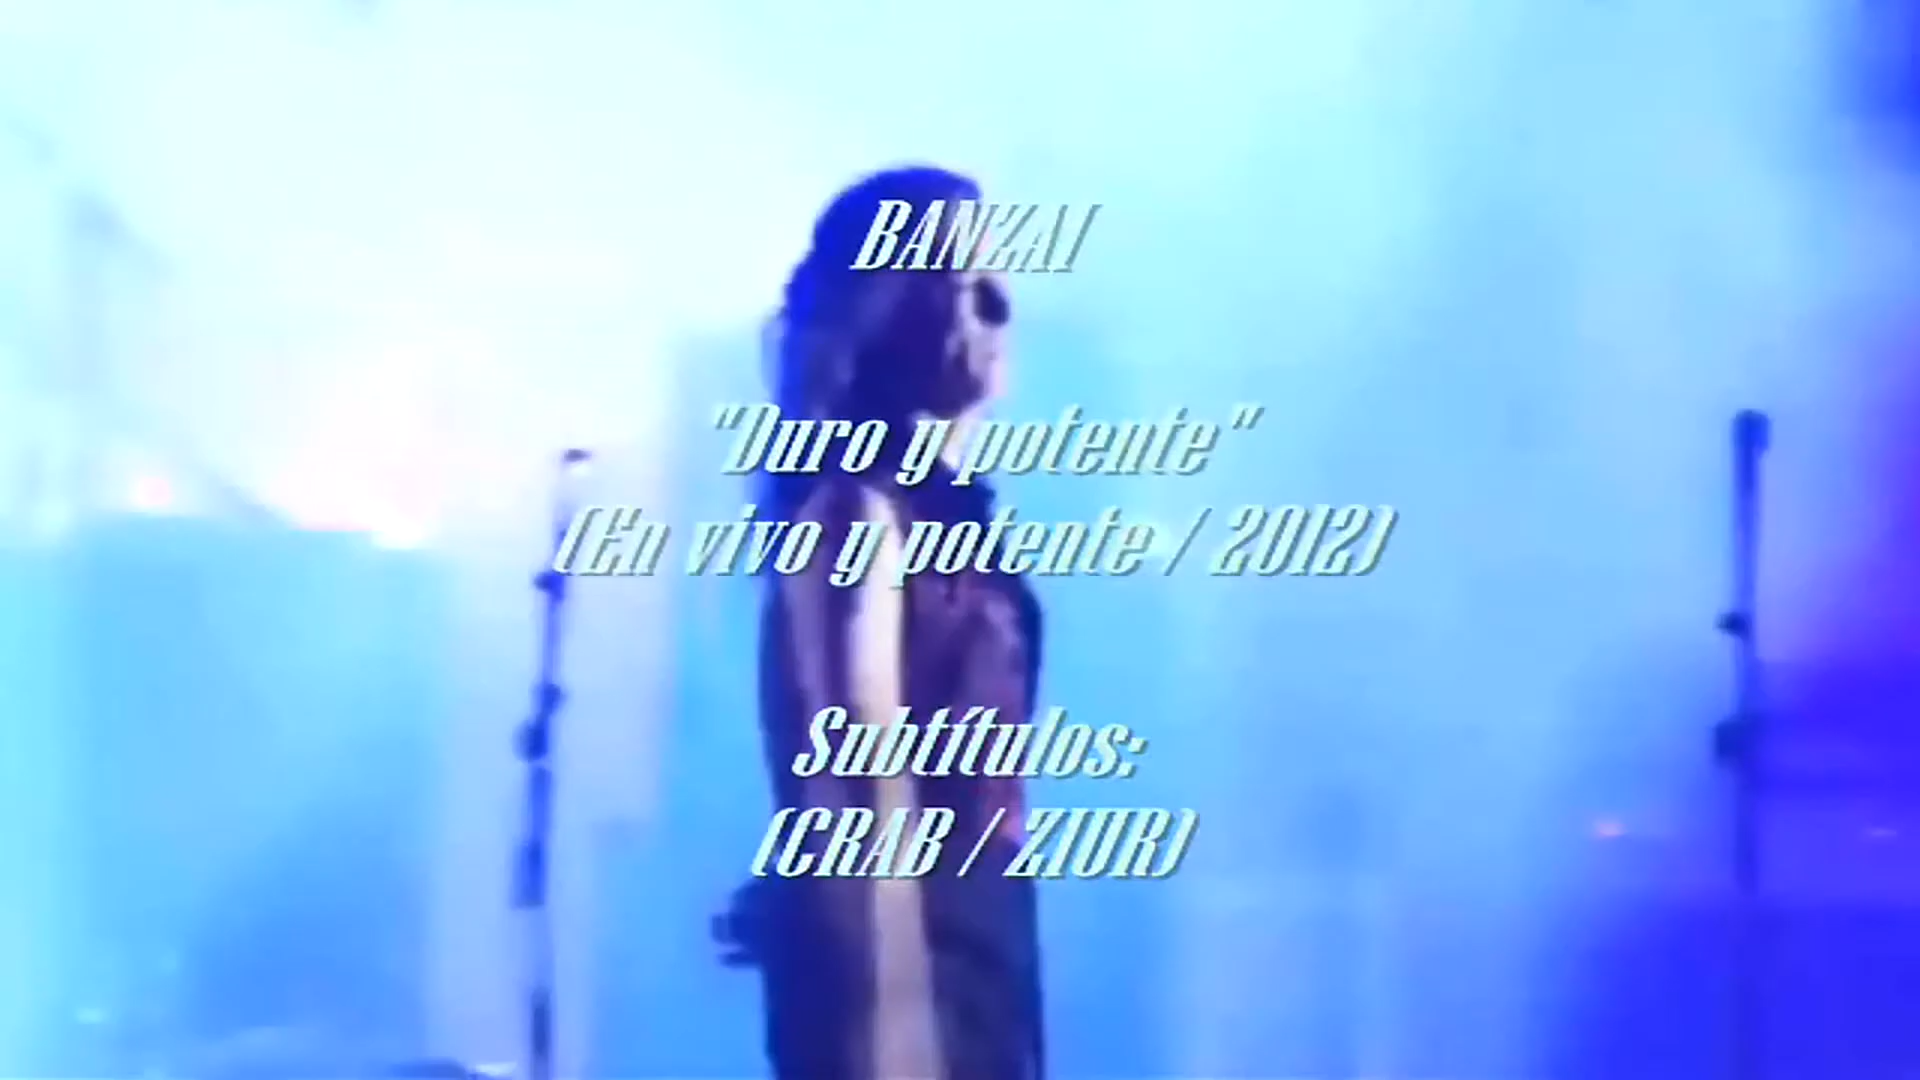 BANZAI
"Duro y potente"
(En vivo y potente / 2012)
Subtítulos:
(CRAB / ZIUR)